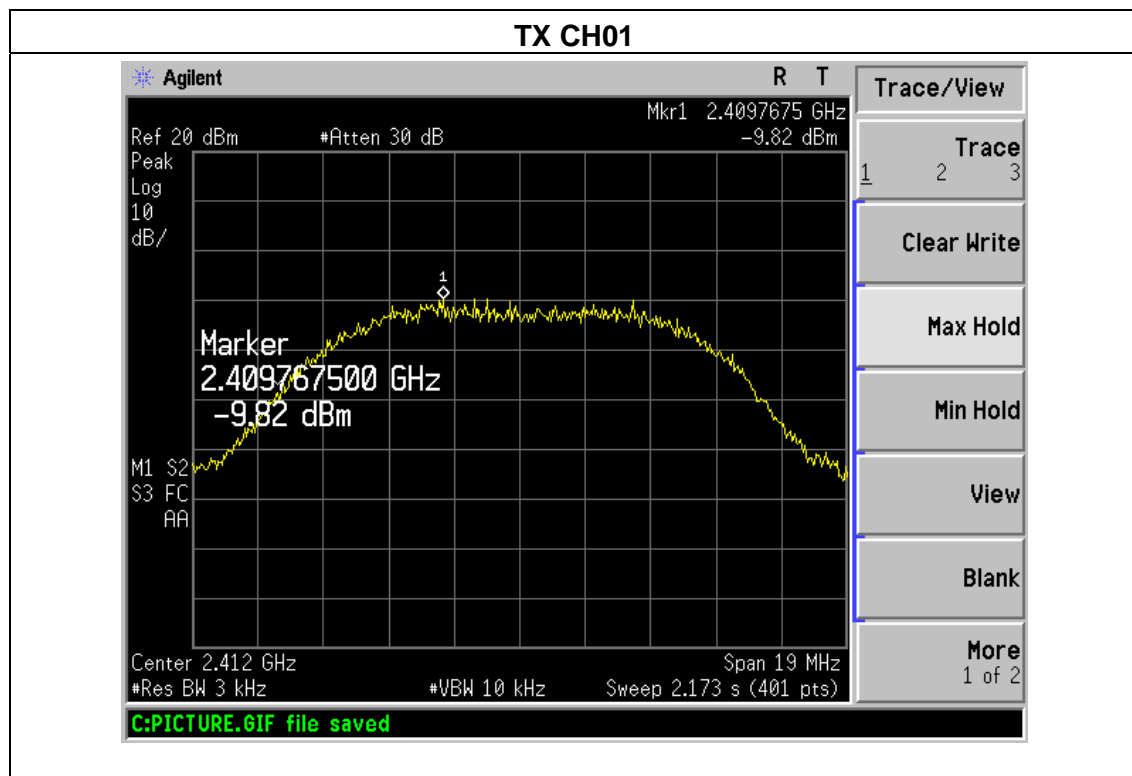 TX CH01
Agilent R T
Mkr1 2.4097675 GHz
Ref 20 dBm #Atten 30 dB -9.82 dBm
Peak
Log
10
dB/
1
Marker
2.409767500 GHz
-9.82 dBm
M1 S2
S3 FC
AA
Center 2.412 GHz Span 19 MHz
#Res BW 3 kHz #VBW 10 kHz Sweep 2.173 s (401 pts)
C:PICTURE.GIF file saved
Trace/View
Trace
1 2 3
Clear Write
Max Hold
Min Hold
View
Blank
More
1 of 2